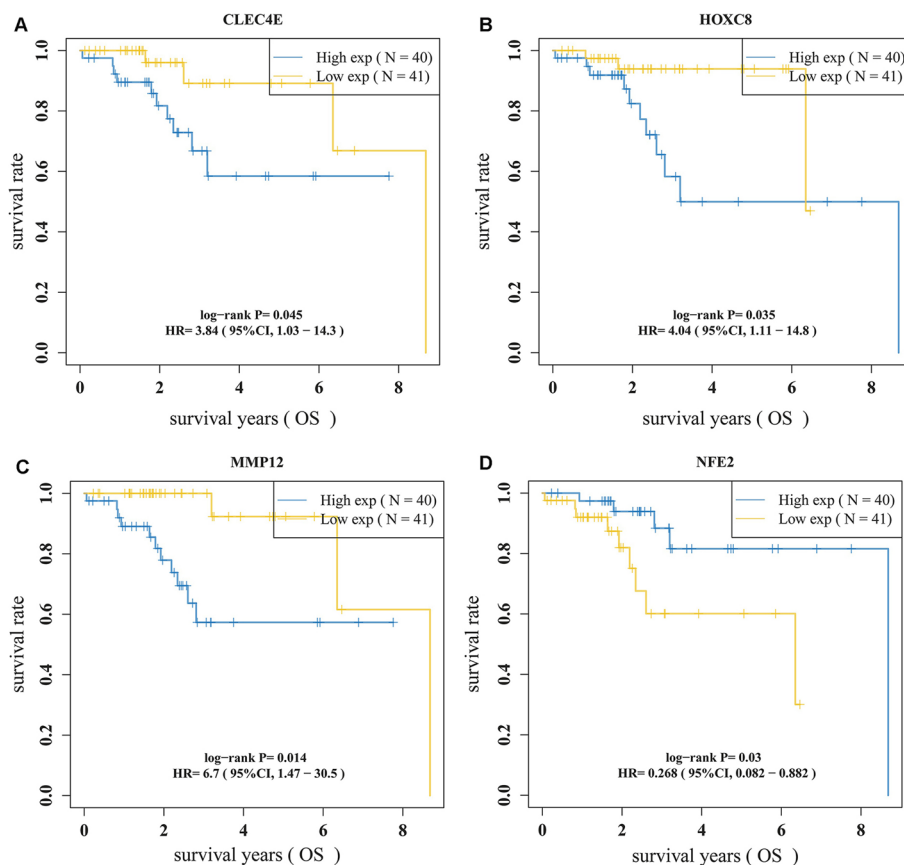 A
CLEC4E
High exp ( N = 40)
Low exp ( N = 41)
survival rate
0.0 0.2 0.4 0.6 0.8 1.0
log−rank P= 0.045
HR= 3.84 ( 95%CI, 1.03 − 14.3 )
0 2 4 6 8
survival years ( OS )
B
HOXC8
High exp ( N = 40)
Low exp ( N = 41)
survival rate
0.0 0.2 0.4 0.6 0.8 1.0
log−rank P= 0.035
HR= 4.04 ( 95%CI, 1.11 − 14.8 )
0 2 4 6 8
survival years ( OS )
C
MMP12
High exp ( N = 40)
Low exp ( N = 41)
survival rate
0.0 0.2 0.4 0.6 0.8 1.0
log−rank P= 0.014
HR= 6.7 ( 95%CI, 1.47 − 30.5 )
0 2 4 6 8
survival years ( OS )
D
NFE2
High exp ( N = 40)
Low exp ( N = 41)
survival rate
0.0 0.2 0.4 0.6 0.8 1.0
log−rank P= 0.03
HR= 0.268 ( 95%CI, 0.082 − 0.882 )
0 2 4 6 8
survival years ( OS )